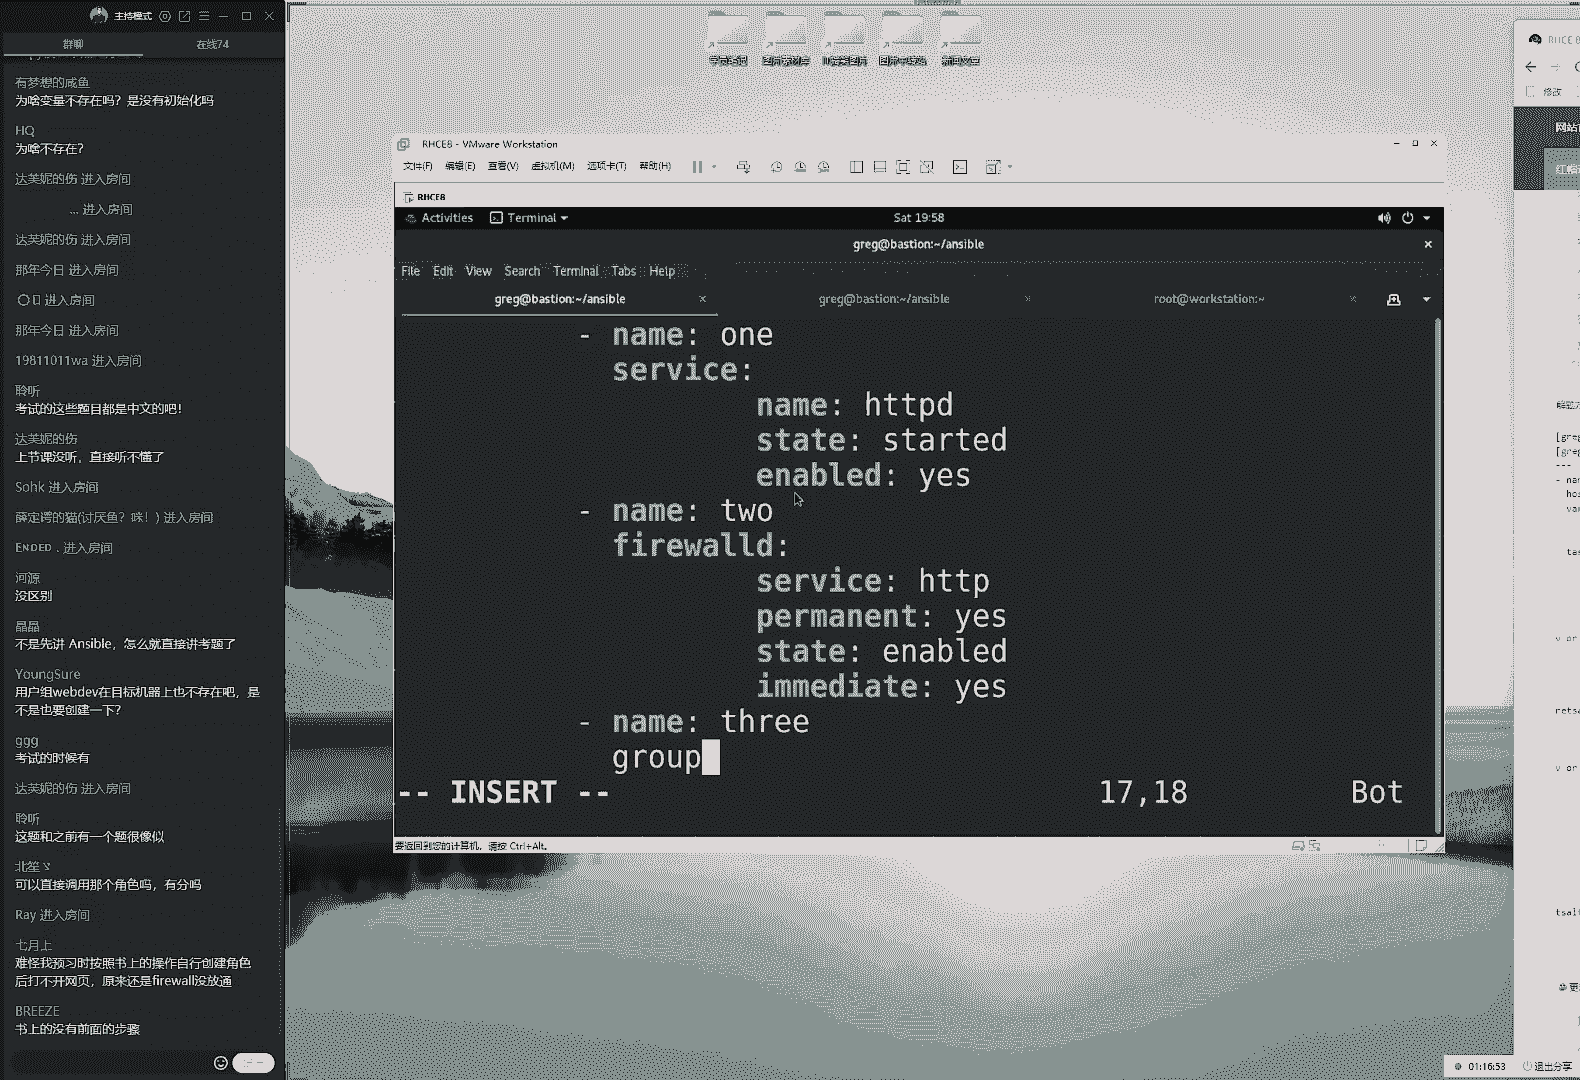 主持模式
群聊
在线74
有梦想的咸鱼
为啥变量不存在吗？是没有初始化吗
HQ
为啥不存在?
达芙妮的伤 进入房间
... 进入房间
达芙妮的伤 进入房间
那年今日 进入房间
进入房间
那年今日 进入房间
19811011wa 进入房间
聆听
考试的这些题目都是中文的吧!
达芙妮的伤
上节课没听，直接听不懂了
Sohk 进入房间
薛定谔的猫(讨厌鱼？咪！) 进入房间
ENDED . 进入房间
河源
没区别
晶晶
不是先讲 Ansible，怎么就直接讲考题了
YoungSure
用户组webdev在目标机器上也不存在吧，是
不是也要创建一下?
ggg
考试的时候有
达芙妮的伤 进入房间
聆听
这题和之前有一个题很像似
北笙
可以直接调用那个角色吗，有分吗
Ray 进入房间
七月上
难怪我预习时按照书上的操作自行创建角色
后打不开网页，原来还是firewall没放通
BREEZE
书上的没有前面的步骤
学员笔记
新闻文章
RHCE8 - VMware Workstation
文件(F) 编辑(E) 查看(V) 虚拟机(M) 选项卡(T) 帮助(H)
RHCE8
Activities Terminal Sat 19:58
greg@bastion:~/ansible
File Edit View Search Terminal Tabs Help
greg@bastion:~/ansible greg@bastion:~/ansible root@workstation:~
- name: one
service:
name: httpd
state: started
enabled: yes
- name: two
firewalld:
service: http
permanent: yes
state: enabled
immediate: yes
- name: three
group
-- INSERT -- 17,18 Bot
要返回到您的计算机，请按 Ctrl+Alt。
RHCE 8
修改
[greg
[greg
---
- nam
hos
var
tas
01:16:53 退出分享